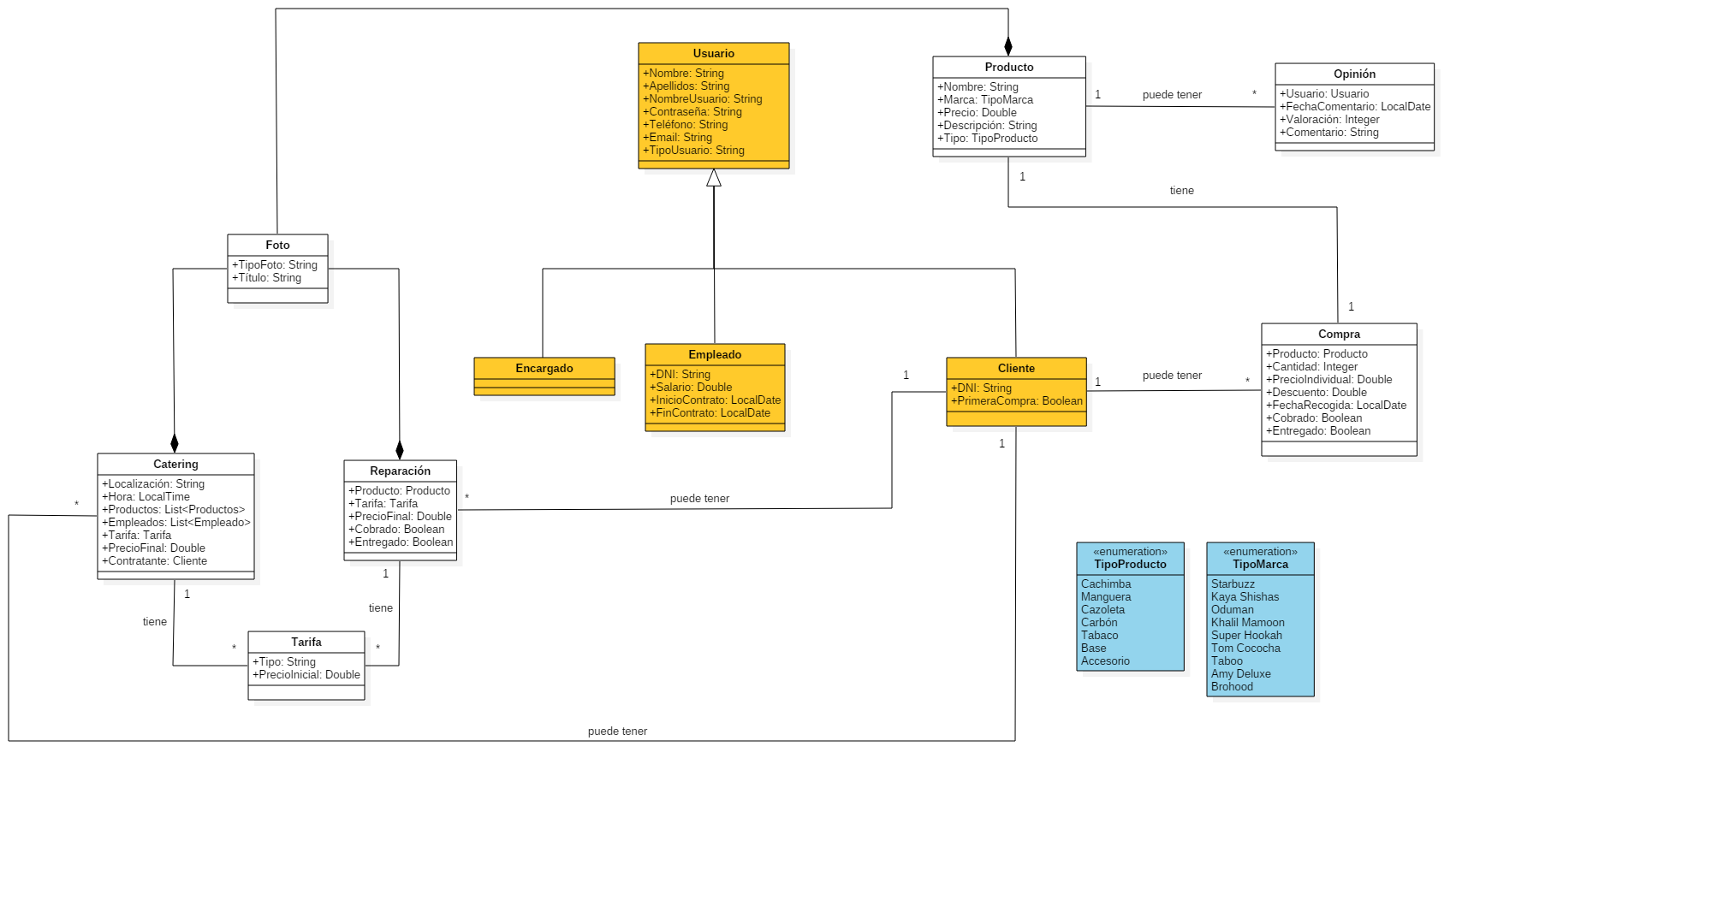 Usuario
+Nombre: String
+Apellidos: String
+NombreUsuario: String
+Contraseña: String
+Teléfono: String
+Email: String
+TipoUsuario: String
Producto
+Nombre: String
+Marca: TipoMarca
+Precio: Double
+Descripción: String
+Tipo: TipoProducto
1
puede tener
*
Opinión
+Usuario: Usuario
+FechaComentario: LocalDate
+Valoración: Integer
+Comentario: String
1
tiene
1
Foto
+TipoFoto: String
+Título: String
Encargado
Empleado
+DNI: String
+Salario: Double
+InicioContrato: LocalDate
+FinContrato: LocalDate
1
Cliente
+DNI: String
+PrimeraCompra: Boolean
1
puede tener
*
Compra
+Producto: Producto
+Cantidad: Integer
+PrecioIndividual: Double
+Descuento: Double
+FechaRecogida: LocalDate
+Cobrado: Boolean
+Entregado: Boolean
1
*
Catering
+Localización: String
+Hora: LocalTime
+Productos: List<Productos>
+Empleados: List<Empleado>
+Tarifa: Tarifa
+PrecioFinal: Double
+Contratante: Cliente
Reparación
+Producto: Producto
+Tarifa: Tarifa
+PrecioFinal: Double
+Cobrado: Boolean
+Entregado: Boolean
*
puede tener
1
tiene
*
1
tiene
*
Tarifa
+Tipo: String
+PrecioInicial: Double
puede tener
«enumeration»
TipoProducto
Cachimba
Manguera
Cazoleta
Carbón
Tabaco
Base
Accesorio
«enumeration»
TipoMarca
Starbuzz
Kaya Shishas
Oduman
Khalil Mamoon
Super Hookah
Tom Cococha
Taboo
Amy Deluxe
Brohood